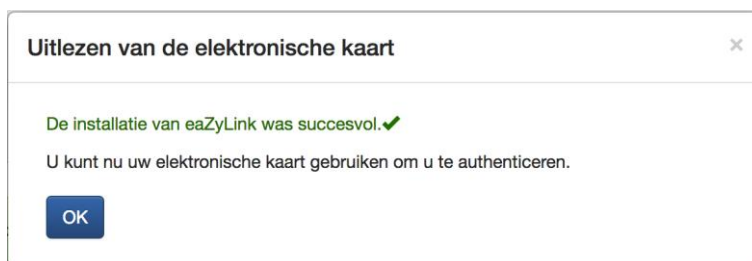 Uitlezen van de elektronische kaart
×
De installatie van eaZyLink was succesvol.✔
U kunt nu uw elektronische kaart gebruiken om u te authenticeren.
OK